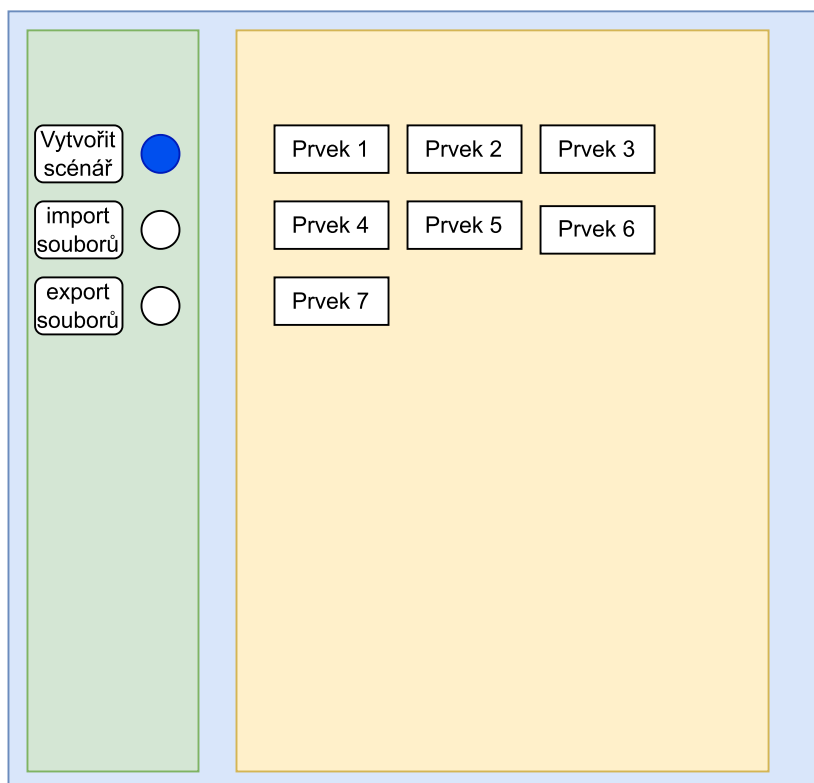 Vytvořit
scénář
import
souborů
export
souborů
Prvek 1
Prvek 2
Prvek 3
Prvek 4
Prvek 5
Prvek 6
Prvek 7